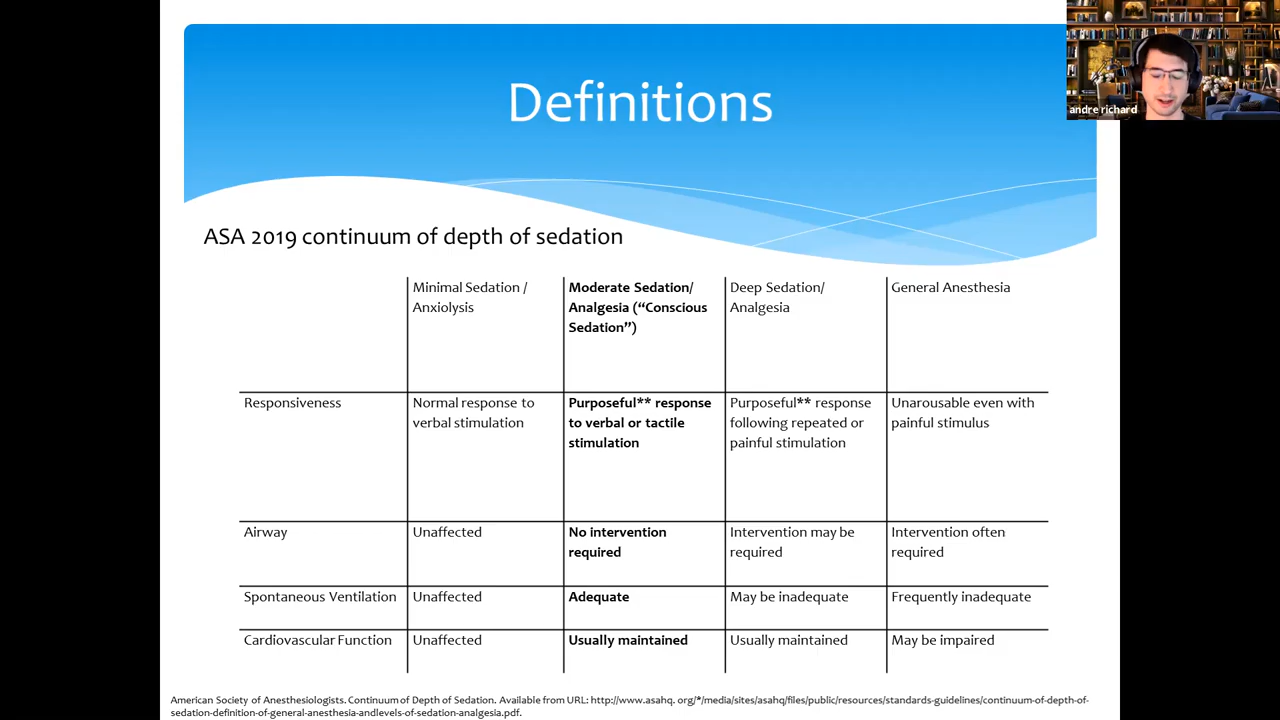 Definitions
andre richard
ASA 2019 continuum of depth of sedation
Minimal Sedation /
Anxiolysis
Moderate Sedation/
Analgesia (“Conscious
Sedation”)
Deep Sedation/
Analgesia
General Anesthesia
Responsiveness
Normal response to
verbal stimulation
Purposeful** response
to verbal or tactile
stimulation
Purposeful** response
following repeated or
painful stimulation
Unarousable even with
painful stimulus
Airway
Unaffected
No intervention
required
Intervention may be
required
Intervention often
required
Spontaneous Ventilation
Unaffected
Adequate
May be inadequate
Frequently inadequate
Cardiovascular Function
Unaffected
Usually maintained
Usually maintained
May be impaired
American Society of Anesthesiologists. Continuum of Depth of Sedation. Available from URL: http://www.asahq. org/*/media/sites/asahq/files/public/resources/standards-guidelines/continuum-of-depth-of-
sedation-definition-of-general-anesthesia-andlevels-of-sedation-analgesia.pdf.